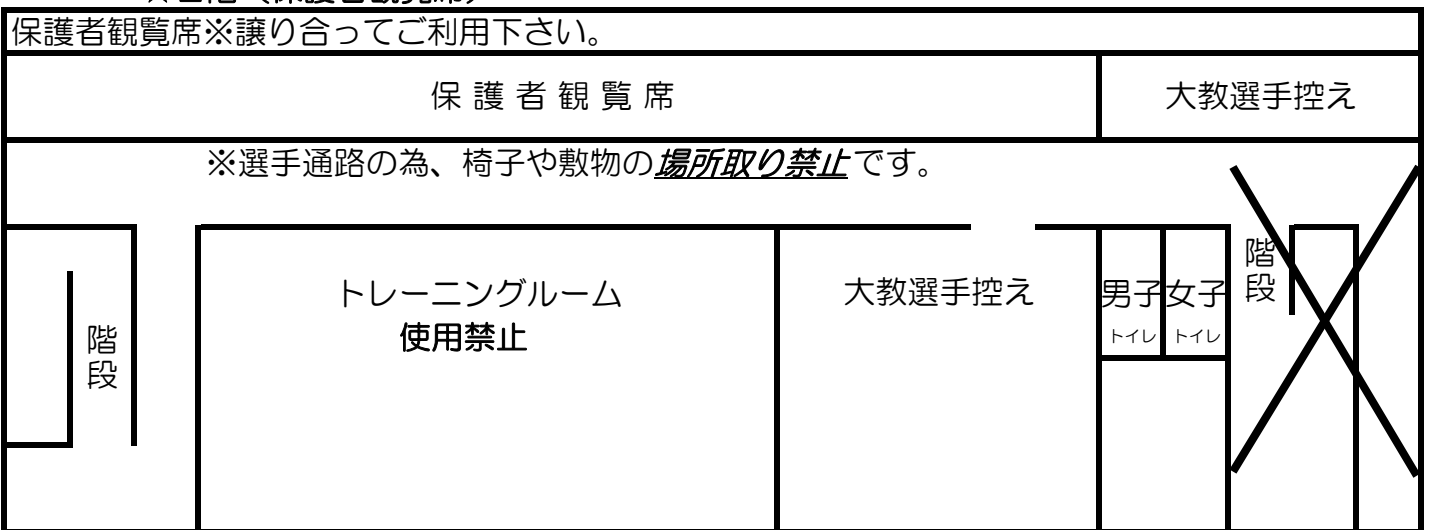 保護者観覧席※譲り合ってご利用下さい。
保護者観覧席
大教選手控え
※選手通路の為、椅子や敷物の場所取り禁止です。
階段
トレーニングルーム
使用禁止
大教選手控え
男子
トイレ
女子
トイレ
階段